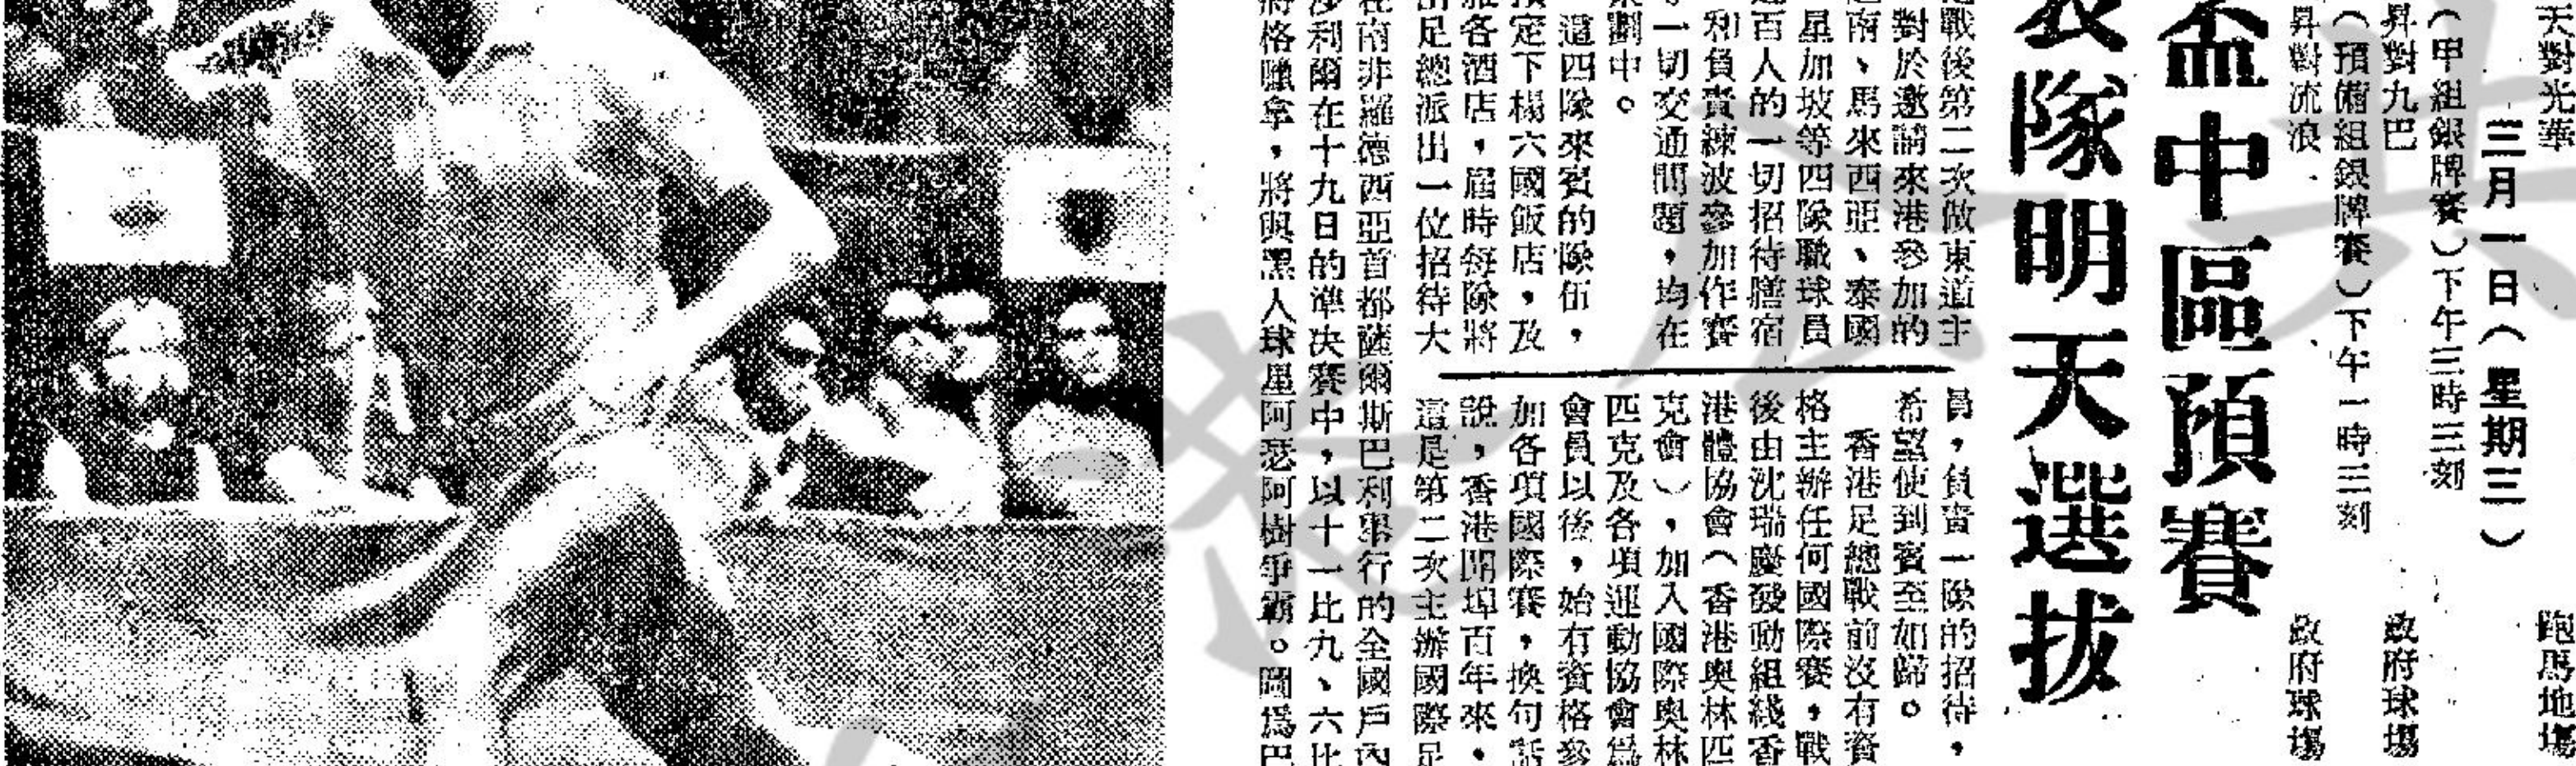 天對光華
跑馬地場
三月一日(星期三)
(甲組銀牌賽)下午三時三刻
昇對九巴
政府球場
(預備組銀牌賽)下午一時三刻
昇對流浪
政府球場
盃中區預賽
表隊明天選拔
戰後第二次做東道主
對於邀請來港參加的
南、馬來西亞、泰國
星加坡等四隊職球員
百人的一切招待膳宿
利負責練波參加作賽
一切交通問題,均在
劃中。
這四隊來賓的隊伍,
定下榻六國飯店,及
各酒店,屆時每隊將
足總派出一位招待大
員,負責一隊的招待,
希望使到賓至如歸。
香港足總戰前沒有資
格主辦任何國際賽,戰
後由沈瑞慶發動組織香
港體協會(香港奧林匹
克會),加入國際奧林
匹克及各項運動協會為
會員以後,始有資格參
加各項國際賽,換句話
說,香港開埠百年來,
這是第二次主辦國際足
在南非羅德西亞首都薩爾斯巴利舉行的全國戶內
沙利爾在十九日的準决賽中,以十一比九、六比
將格臘拿,將與黑人球星阿瑟阿樹爭霸。圖為巴